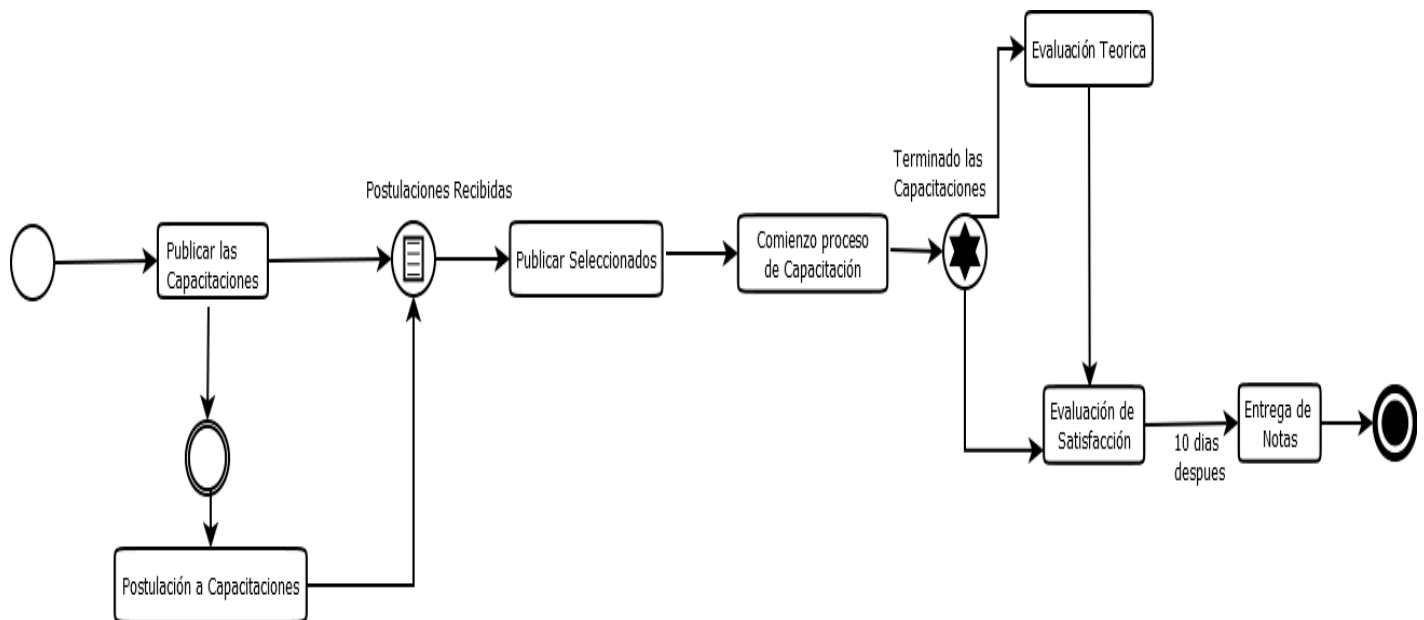 Evaluación Teorica
Terminado las
Capacitaciones
Postulaciones Recibidas
Publicar las
Capacitaciones
Publicar Seleccionados
Comienzo proceso
de Capacitación
Evaluación de
Satisfacción
10 dias
despues
Entrega de
Notas
Postulación a Capacitaciones